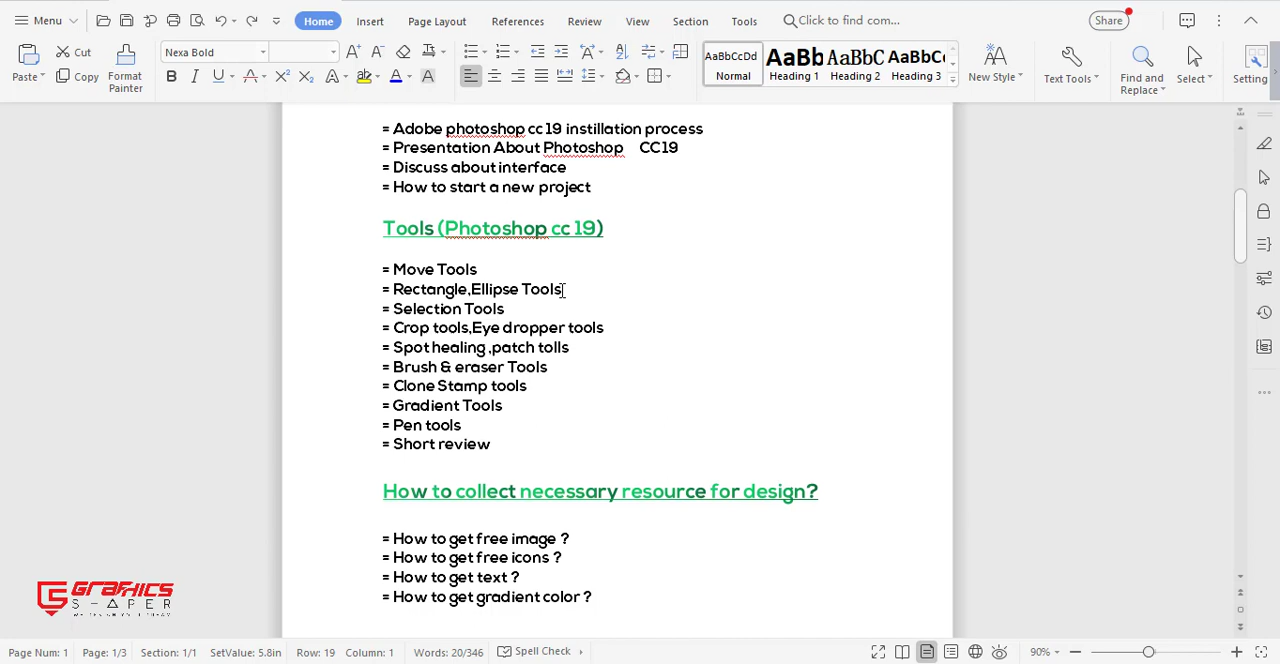 Menu Home Insert Page Layout References Review View Section Tools Click to find com... Share
Paste Cut Copy Format Painter Nexa Bold AaBbCcDd Normal AaBb Heading 1 AaBbC Heading 2 AaBbC Heading 3 New Style Text Tools Find and Replace Select Setting
= Adobe photoshop cc 19 instillation process
= Presentation About Photoshop CC19
= Discuss about interface
= How to start a new project
Tools (Photoshop cc 19)
= Move Tools
= Rectangle,Ellipse Tools
= Selection Tools
= Crop tools,Eye dropper tools
= Spot healing ,patch tolls
= Brush & eraser Tools
= Clone Stamp tools
= Gradient Tools
= Pen tools
= Short review
How to collect necessary resource for design?
= How to get free image ?
= How to get free icons ?
= How to get text ?
= How to get gradient color ?
GRAPHICS
Page Num: 1 Page: 1/3 Section: 1/1 SetValue: 5.8in Row: 19 Column: 1 Words: 20/346 Spell Check 90%